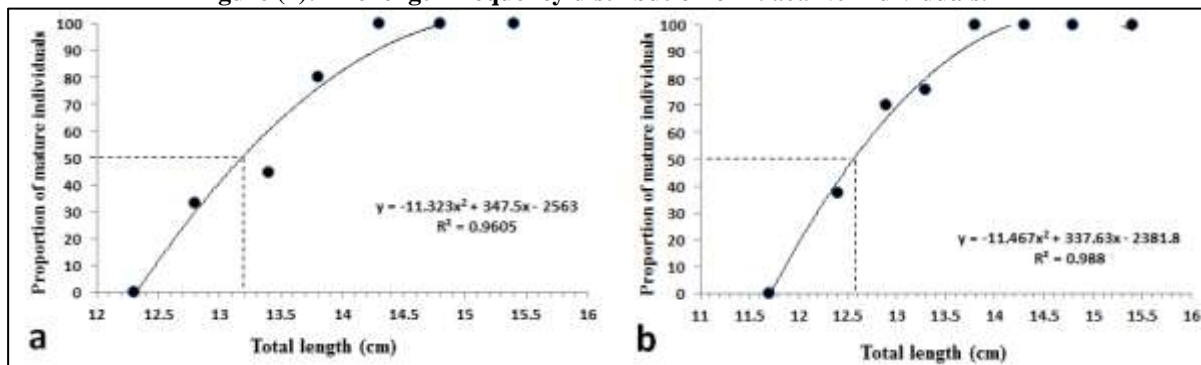 Proportion of mature individuals
100
90
80
70
60
50
40
30
20
10
0
y = -11.323x² + 347.5x - 2563
R² = 0.9605
12 12.5 13 13.5 14 14.5 15 15.5 16
a
Total length (cm)
Proportion of mature individuals
100
90
80
70
60
50
40
30
20
10
0
y = -11.467x² + 337.63x - 2381.8
R² = 0.988
11 11.5 12 12.5 13 13.5 14 14.5 15 15.5 16
b
Total length (cm)